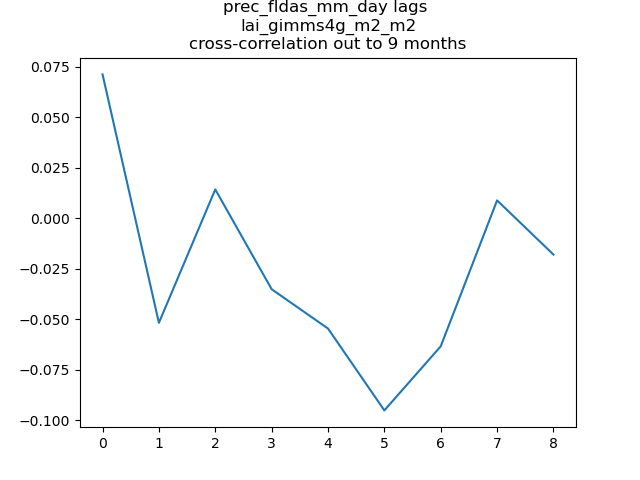 prec_fldas_mm_day lags
lai_gimms4g_m2_m2
cross-correlation out to 9 months
0.075
0.050
0.025
0.000
−0.025
−0.050
−0.075
−0.100
0 1 2 3 4 5 6 7 8